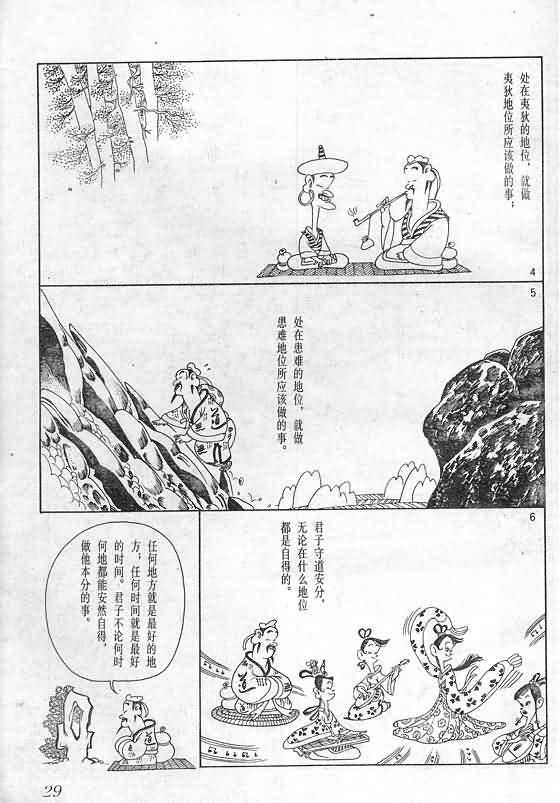 处在夷狄的地位，就做
夷狄地位所应该做的事；
4
5
处在患难的地位，就做
患难地位所应该做的事。
6
君子守道安分，
无论在什么地位
都是自得的。
任何地方就是最好的地
方，任何时间就是最好
的时间。君子不论何时
何地都能安然自得，
做他本分的事。
道
道
29